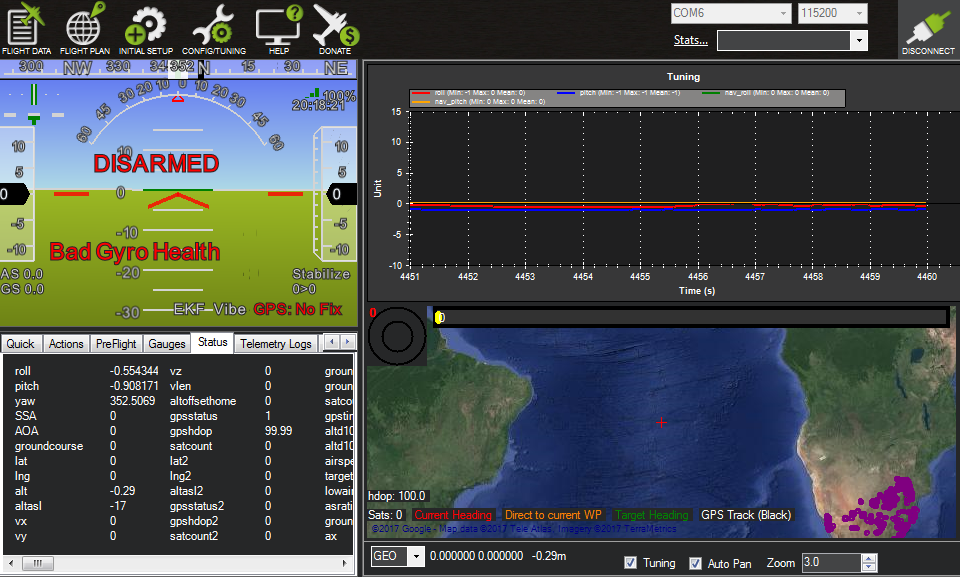 FLIGHT DATA FLIGHT PLAN INITIAL SETUP CONFIG/TUNING HELP DONATE
COM6 115200
Stats...
DISCONNECT
300 NW 330 34 352 N 15 30 NE
60 45 30 20 10 0 10 20 30 45 60
100%
20:18:21
DISARMED
10
5
0
-5
-10
10
0
-10
-20
-30
10
5
0
-5
-10
Bad Gyro Health
AS 0.0
GS 0.0
Stabilize
0>0
EKF Vibe GPS: No Fix
Quick Actions PreFlight Gauges Status Telemetry Logs
roll -0.554344 vz 0 groun
pitch -0.908171 vlen 0 groun
yaw 352.5069 altoffsethome 0 satco
SSA 0 gpsstatus 1 gpstin
AOA 0 gpshdop 99.99 altd10
groundcourse 0 satcount 0 altd10
lat 0 lat2 0 airspe
lng 0 lng2 0 target
alt -0.29 altasl2 0 lowair
altasl -17 gpsstatus2 0 asrati
vx 0 gpshdop2 0 groun
vy 0 satcount2 0 ax
Tuning
roll (Min: -1 Max: 0 Mean: 0) pitch (Min: -1 Max: -1 Mean: -1) nav_roll (Min: 0 Max: 0 Mean: 0)
nav_pitch (Min: 0 Max: 0 Mean: 0)
Unit
15
10
5
0
-5
-10
4451 4452 4453 4454 4455 4456 4457 4458 4459 4460
Time (s)
0
0
hdop: 100.0
Sats: 0 Current Heading Direct to current WP Target Heading GPS Track (Black)
©2017 Google - Map data ©2017 Tele Atlas, Imagery ©2017 TerraMetrics
GEO 0.000000 0.000000 -0.29m
Tuning Auto Pan Zoom 3.0